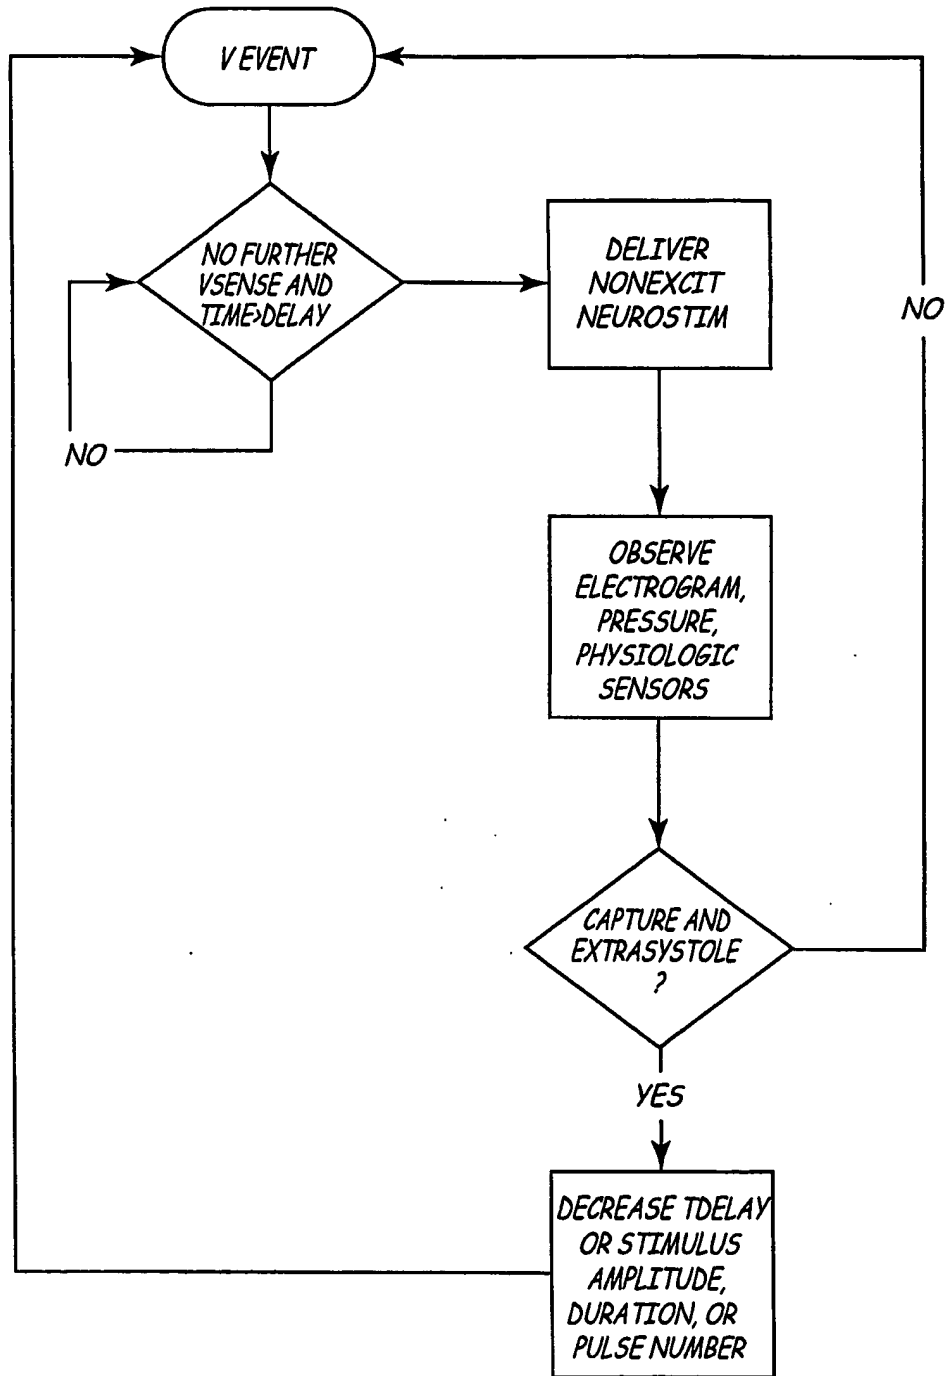 V EVENT
NO FURTHER
VSENSE AND
TIME>DELAY
NO
DELIVER
NONEXCIT
NEUROSTIM
NO
OBSERVE
ELECTROGRAM,
PRESSURE,
PHYSIOLOGIC
SENSORS
CAPTURE AND
EXTRASYSTOLE
?
YES
DECREASE TDELAY
OR STIMULUS
AMPLITUDE,
DURATION, OR
PULSE NUMBER